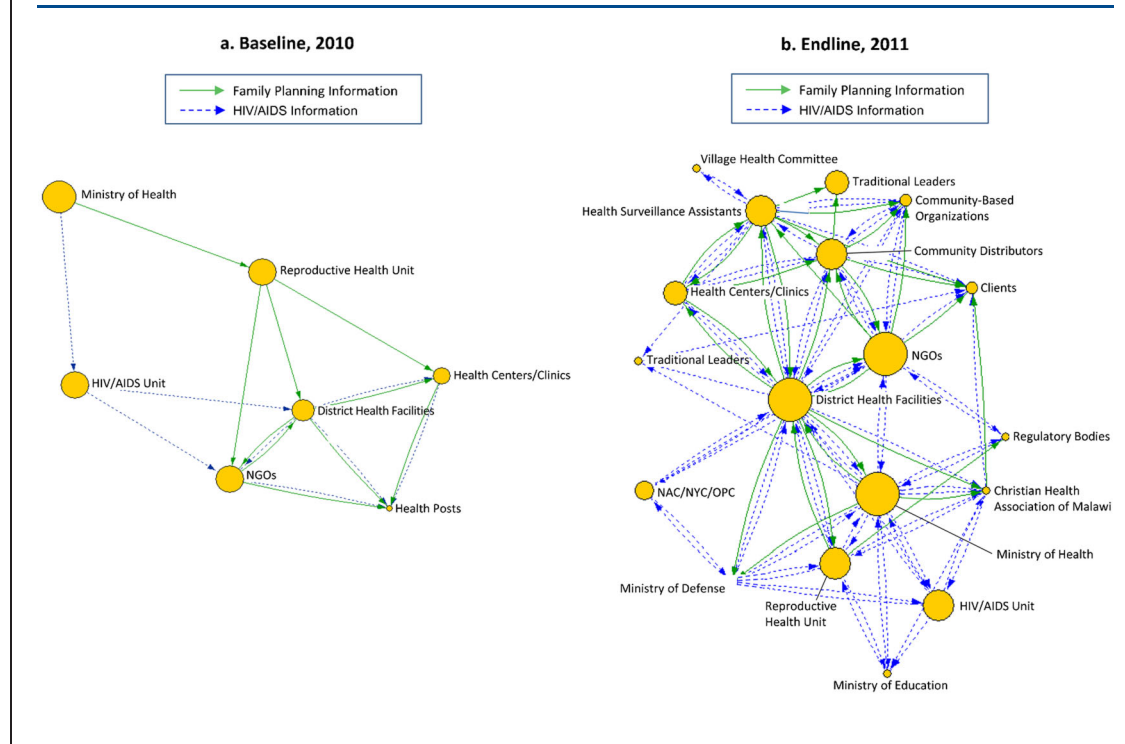 a. Baseline, 2010
Family Planning Information
HIV/AIDS Information
Ministry of Health
Reproductive Health Unit
HIV/AIDS Unit
Health Centers/Clinics
District Health Facilities
NGOs
Health Posts
b. Endline, 2011
Family Planning Information
HIV/AIDS Information
Village Health Committee
Traditional Leaders
Health Surveillance Assistants
Community-Based
Organizations
Community Distributors
Health Centers/Clinics
Clients
NGOs
Traditional Leaders
District Health Facilities
Regulatory Bodies
NAC/NYC/OPC
Christian Health
Association of Malawi
Ministry of Health
Ministry of Defense
Reproductive
Health Unit
HIV/AIDS Unit
Ministry of Education